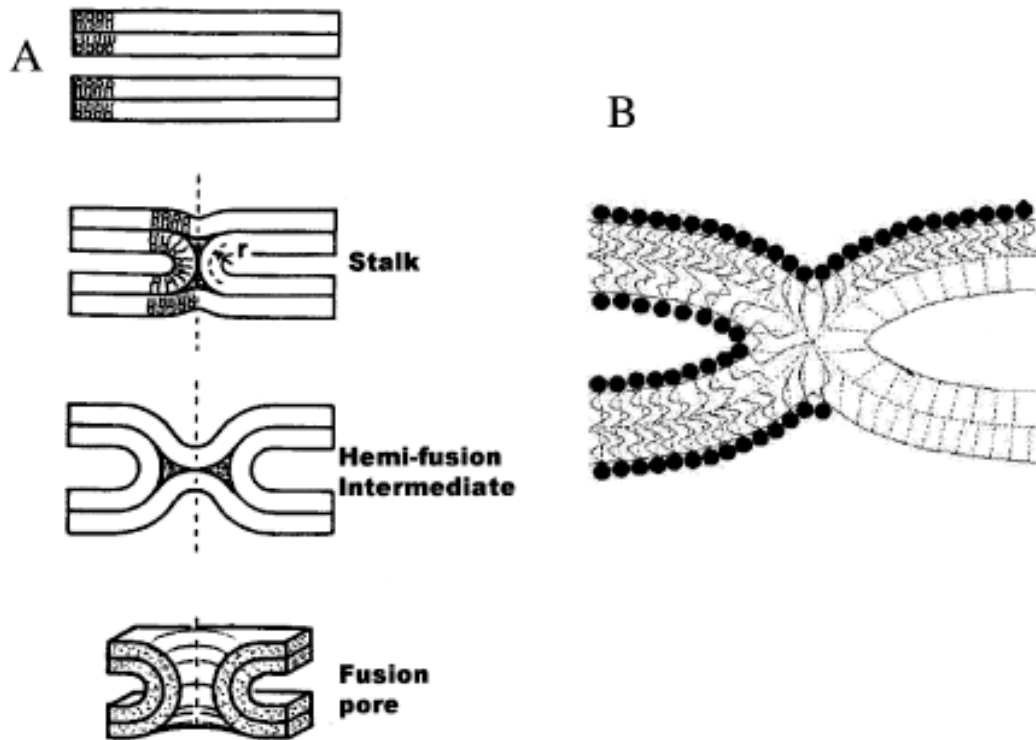 A
B
r
Stalk
Hemi-fusion
Intermediate
Fusion
pore